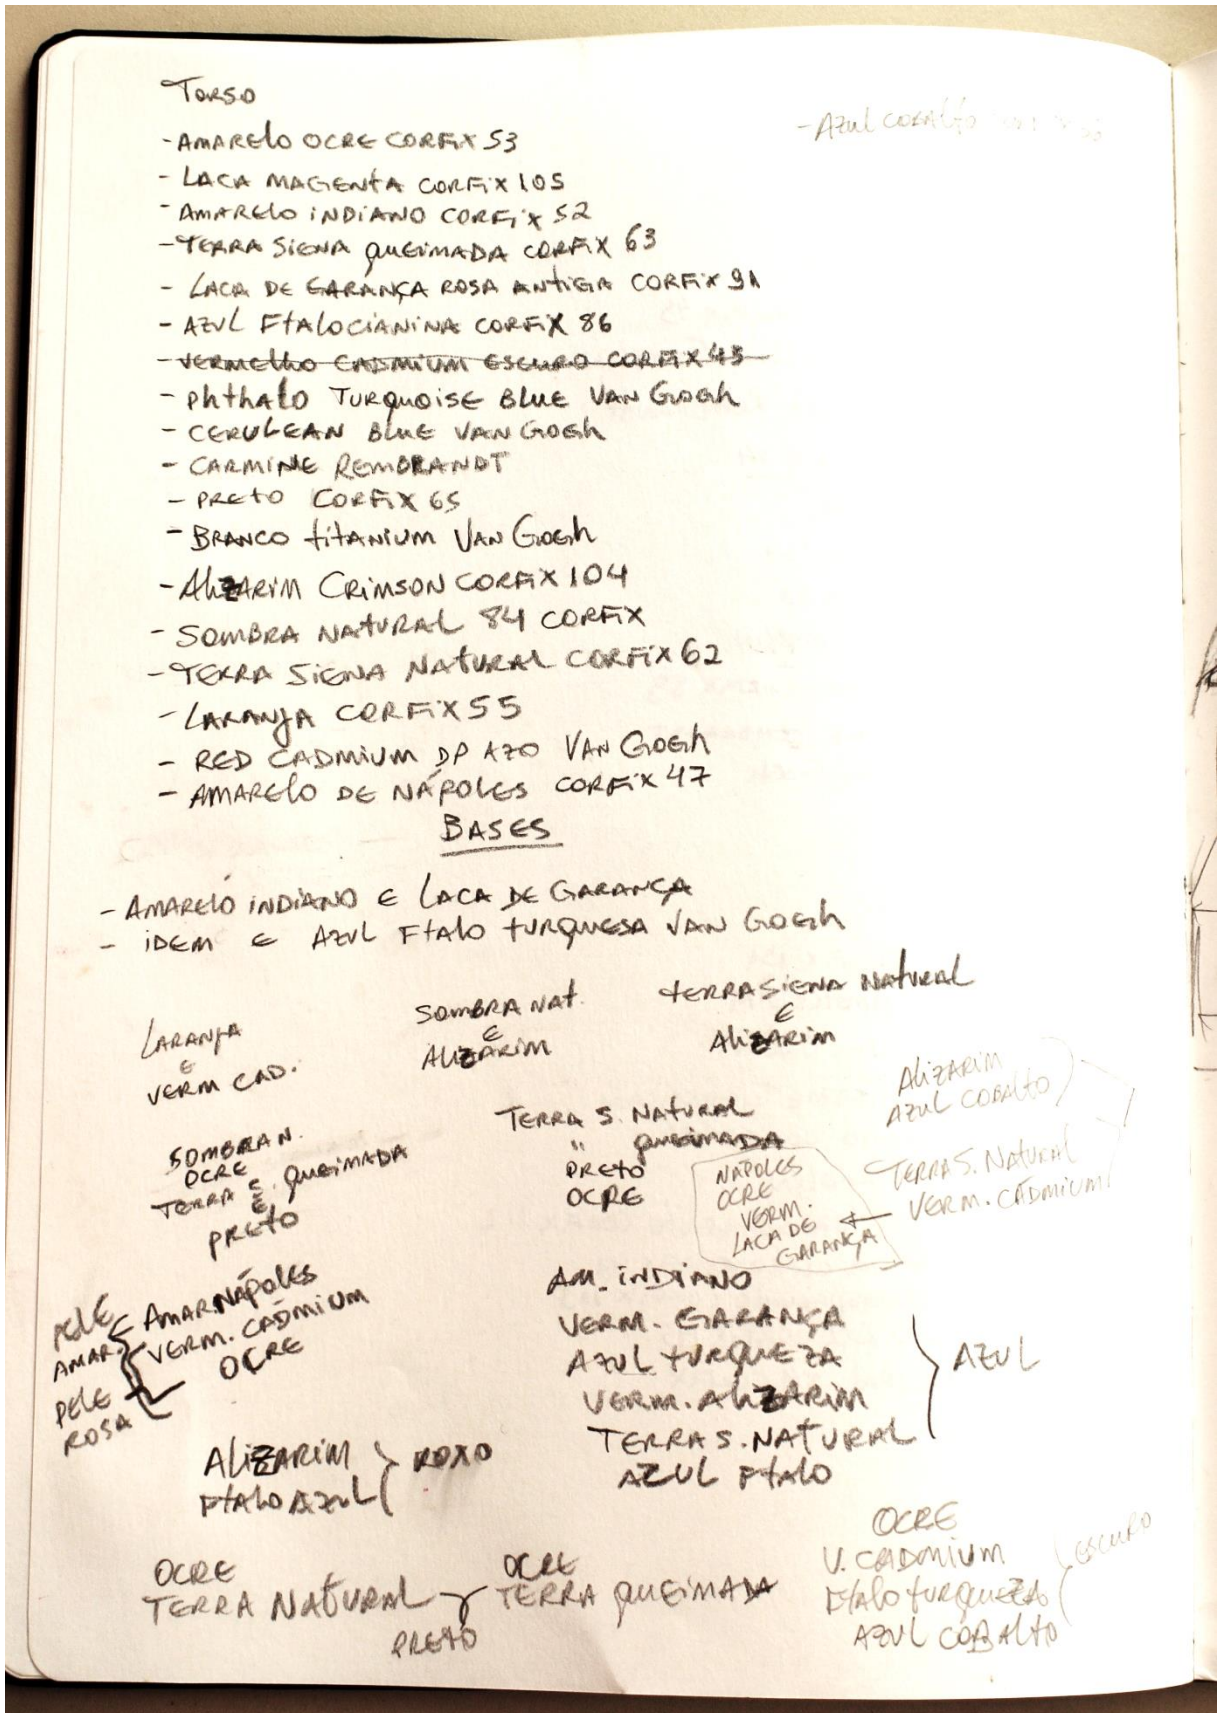 TORSO
- AZUL COBALTO
- AMARELO OCRE CORFIX 53
- LACA MAGENTA CORFIX 105
- AMARELO INDIANO CORFIX 52
- TERRA SIENA QUEIMADA CORFIX 63
- LACA DE GARANÇA ROSA ANTIGA CORFIX 91
- AZUL FTALOCIANINA CORFIX 86
- VERMELHO CADMIUM ESCURO CORFIX 45
- PHTHALO TURQUOISE BLUE VAN GOGH
- CERULEAN BLUE VAN GOGH
- CARMINE REMBRANDT
- PRETO CORFIX 65
- BRANCO TITANIUM VAN GOGH
- ALIZARIM CRIMSON CORFIX 104
- SOMBRA NATURAL 84 CORFIX
- TERRA SIENA NATURAL CORFIX 62
- LARANJA CORFIX 55
- RED CADMIUM DP AZO VAN GOGH
- AMARELO DE NÁPOLES CORFIX 47
BASES
- AMARELO INDIANO E LACA DE GARANÇA
- IDEM E AZUL FTALO TURQUESA VAN GOGH
LARANJA
E
VERM CAD.
SOMBRA NAT.
E
ALIZARIM
TERRA SIENA NATURAL
E
ALIZARIM
ALIZARIM
AZUL COBALTO
SOMBRA N.
OCRE
TERRA S. QUEIMADA
E
PRETO
TERRA S. NATURAL
" QUEIMADA
PRETO
OCRE
NAPOLES
OCRE
VERM.
LACA DE
GARANÇA
TERRA S. NATURAL
VERM. CADMIUM
PELE
AMAR.
PELE
ROSA
AMAR.NÁPOLES
VERM. CADMIUM
OCRE
AM. INDIANO
VERM. GARANÇA
AZUL TURQUEZA
VERM. ALIZARIM
TERRA S. NATURAL
AZUL FTALO
AZUL
ALIZARIM
FTALO AZUL
ROXO
OCRE
TERRA NATURAL
OCRE
TERRA QUEIMADA
PRETO
OCRE
V. CADMIUM
FTALO TURQUEZA
AZUL COBALTO
ESCURO